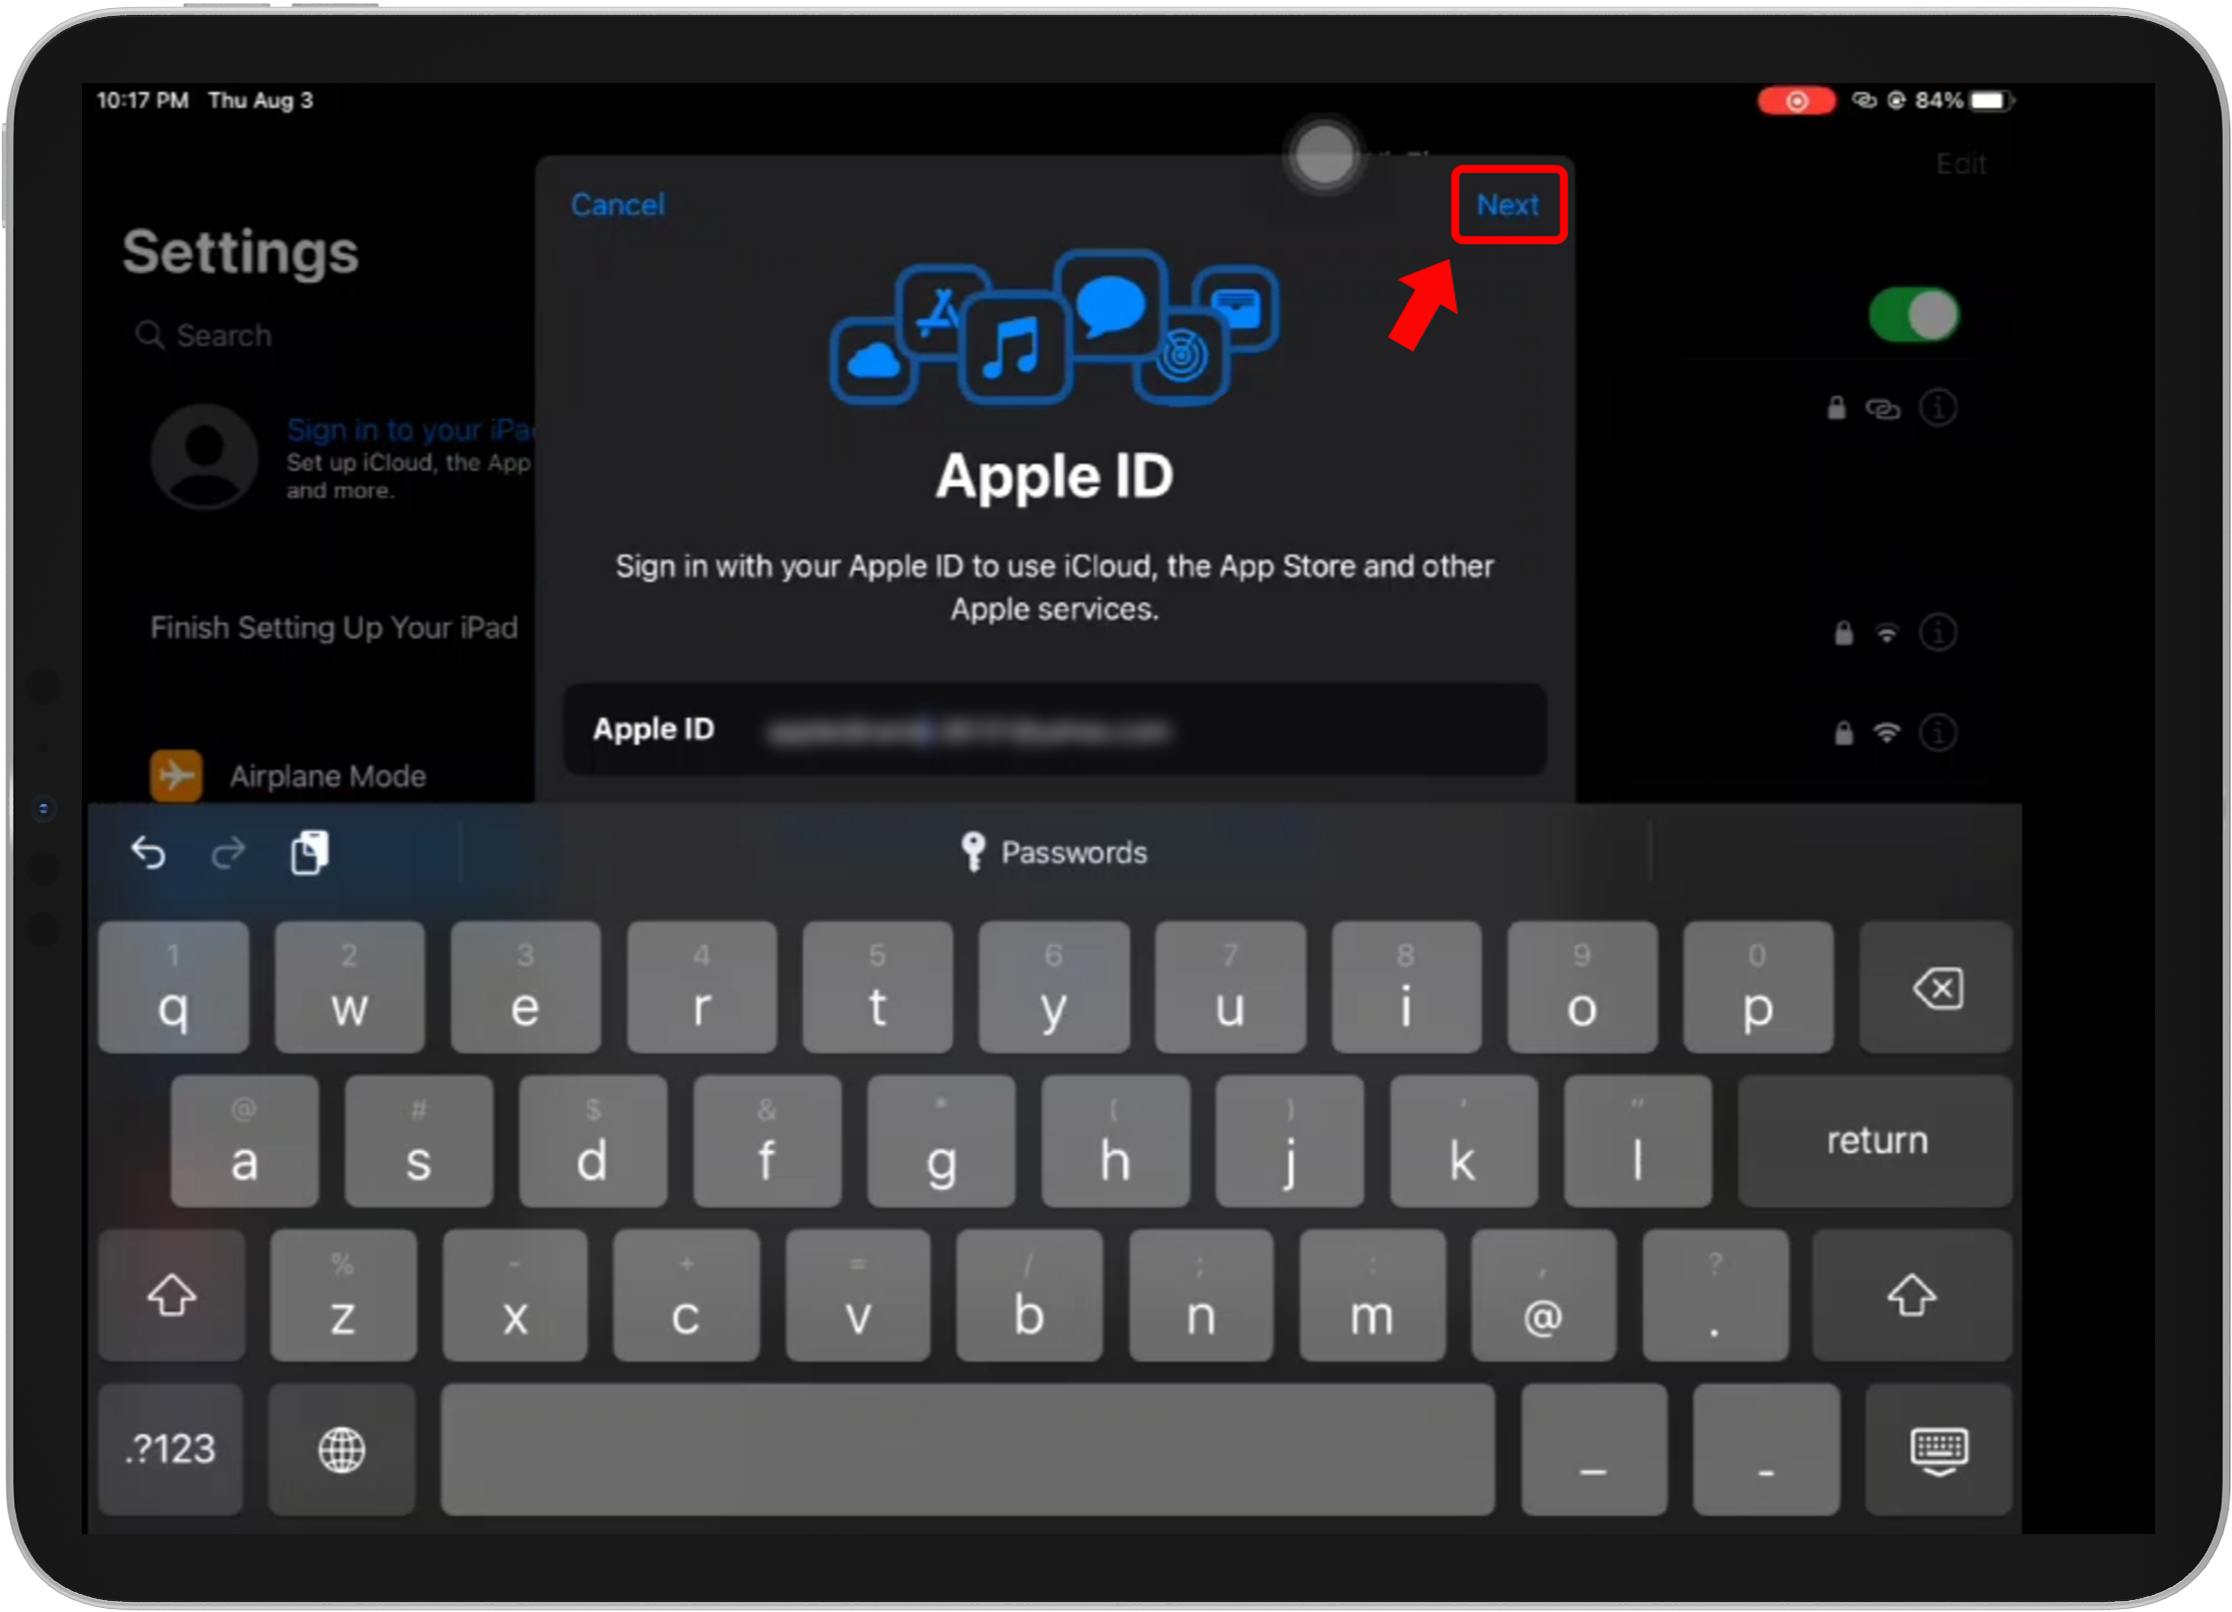 10:17 PM Thu Aug 3
84%
Edit
Cancel
Next
Settings
Search
Sign in to your iPa
Set up iCloud, the App
and more.
Apple ID
Sign in with your Apple ID to use iCloud, the App Store and other
Apple services.
Finish Setting Up Your iPad
Apple ID
Airplane Mode
Passwords
1 2 3 4 5 6 7 8 9 0
q w e r t y u i o p
@ # $ & * ( ) ' "
a s d f g h j k l return
% - + = / ; : , ?
z x c v b n m @ .
.?123 _ -